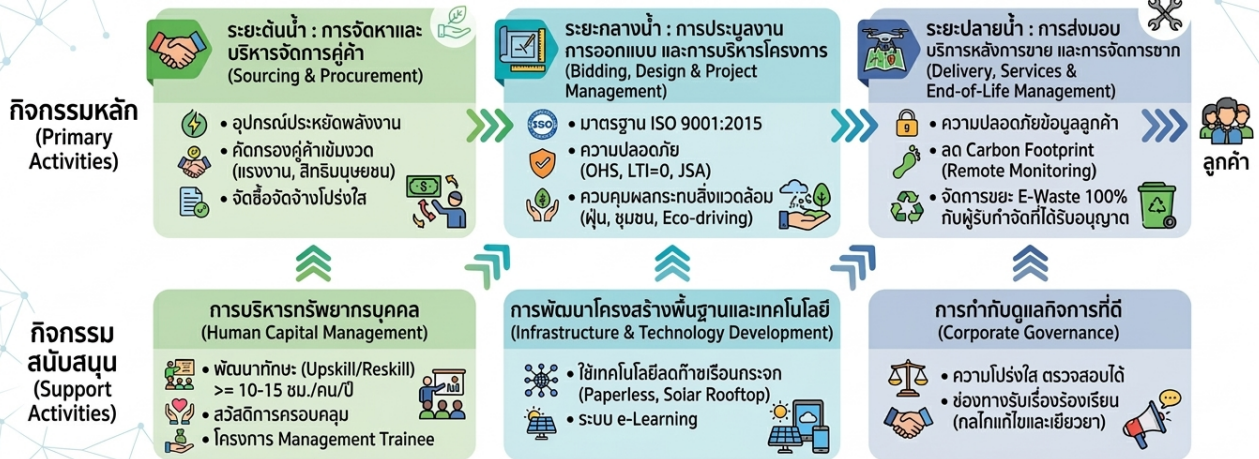 กิจกรรมหลัก
(Primary
Activities)
ระยะต้นน้ำ : การจัดหาและ
บริหารจัดการคู่ค้า
(Sourcing & Procurement)
• อุปกรณ์ประหยัดพลังงาน
• คัดกรองคู่ค้าเข้มงวด
(แรงงาน, สิทธิมนุษยชน)
• จัดซื้อจัดจ้างโปร่งใส
ระยะกลางน้ำ : การประมูลงาน
การออกแบบ และการบริหารโครงการ
(Bidding, Design & Project
Management)
ISO
• มาตรฐาน ISO 9001:2015
• ความปลอดภัย
(OHS, LTI=0, JSA)
• ควบคุมผลกระทบสิ่งแวดล้อม
(ฝุ่น, ชุมชน, Eco-driving)
ระยะปลายน้ำ : การส่งมอบ
บริการหลังการขาย และการจัดการซาก
(Delivery, Services &
End-of-Life Management)
• ความปลอดภัยข้อมูลลูกค้า
• ลด Carbon Footprint
(Remote Monitoring)
• จัดการขยะ E-Waste 100%
กับผู้รับกำจัดที่ได้รับอนุญาต
ลูกค้า
กิจกรรม
สนับสนุน
(Support
Activities)
การบริหารทรัพยากรบุคคล
(Human Capital Management)
• พัฒนาทักษะ (Upskill/Reskill)
>= 10-15 ชม./คน/ปี
• สวัสดิการครอบคลุม
• โครงการ Management Trainee
การพัฒนาโครงสร้างพื้นฐานและเทคโนโลยี
(Infrastructure & Technology Development)
• ใช้เทคโนโลยีลดก๊าซเรือนกระจก
(Paperless, Solar Rooftop)
• ระบบ e-Learning
การกำกับดูแลกิจการที่ดี
(Corporate Governance)
• ความโปร่งใส ตรวจสอบได้
• ช่องทางรับเรื่องร้องเรียน
(กลไกแก้ไขและเยียวยา)